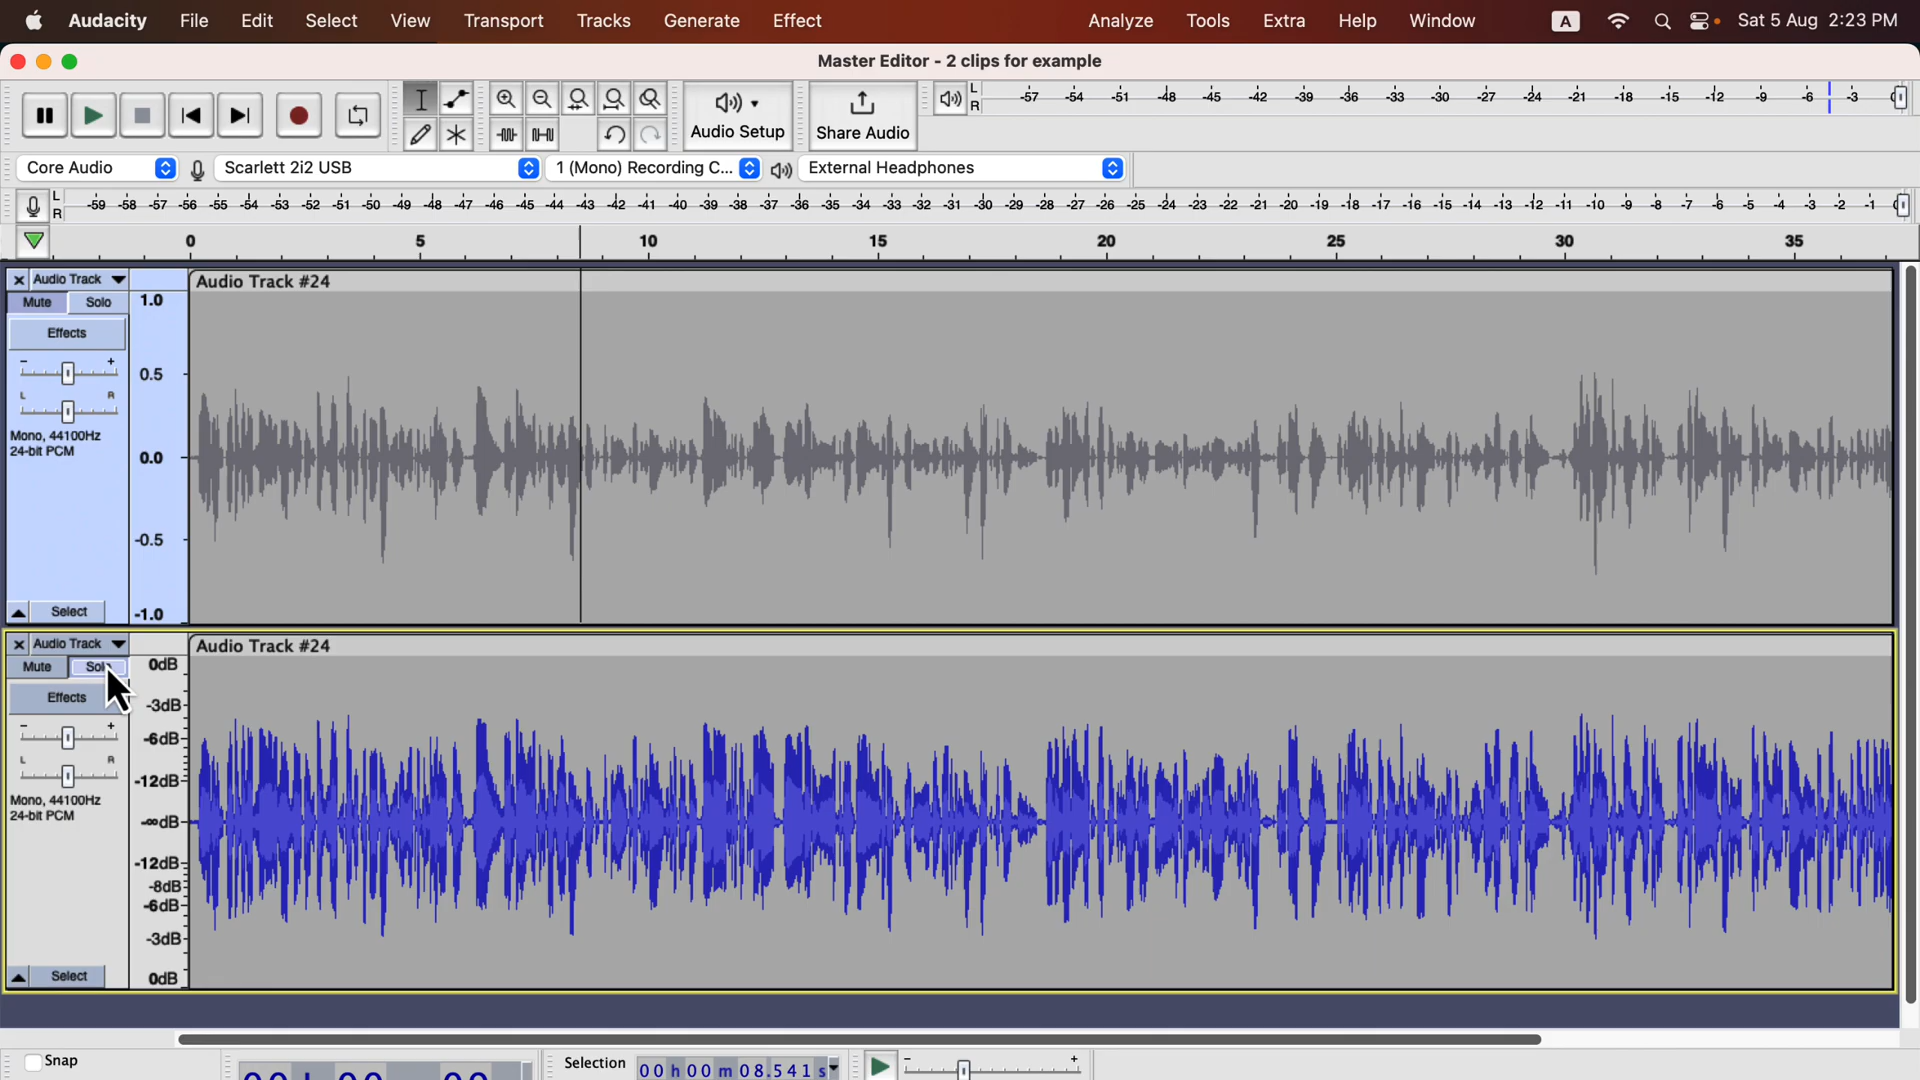 Audacity File Edit Select View Transport Tracks Generate Effect Analyze Tools Extra Help Window A Sat 5 Aug 2:23 PM
Master Editor - 2 clips for example
Audio Setup Share Audio L R -57 -54 -51 -48 -45 -42 -39 -36 -33 -30 -27 -24 -21 -18 -15 -12 -9 -6 -3
Core Audio Scarlett 2i2 USB 1 (Mono) Recording C... External Headphones
L R -59 -58 -57 -56 -55 -54 -53 -52 -51 -50 -49 -48 -47 -46 -45 -44 -43 -42 -41 -40 -39 -38 -37 -36 -35 -34 -33 -32 -31 -30 -29 -28 -27 -26 -25 -24 -23 -22 -21 -20 -19 -18 -17 -16 -15 -14 -13 -12 -11 -10 -9 -8 -7 -6 -5 -4 -3 -2 -1
0 5 10 15 20 25 30 35
Audio Track Audio Track #24
Mute Solo 1.0
Effects
- +
0.5
L R
Mono, 44100Hz
24-bit PCM 0.0
-0.5
Select -1.0
Audio Track Audio Track #24
Mute 0dB
Effects -3dB
- + -6dB
L R -12dB
Mono, 44100Hz
24-bit PCM -∞dB
-12dB
-8dB
-6dB
-3dB
Select 0dB
Snap Selection 00 h 00 m 08.541 s - +